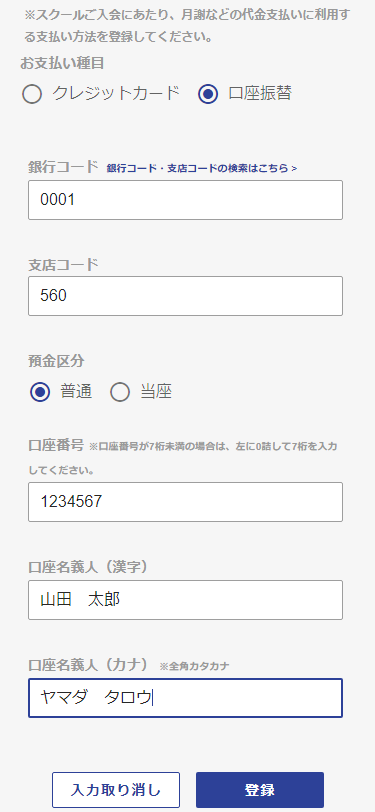 ※スクールご入会にあたり、月謝などの代金支払いに利用す
る支払い方法を登録してください。
お支払い種目
クレジットカード 口座振替
銀行コード 銀行コード・支店コードの検索はこちら >
0001
支店コード
560
預金区分
普通 当座
口座番号 ※口座番号が7桁未満の場合は、左に0詰して7桁を入力
してください。
1234567
口座名義人（漢字）
山田　太郎
口座名義人（カナ） ※全角カタカナ
ヤマダ　タロウ
入力取り消し 登録